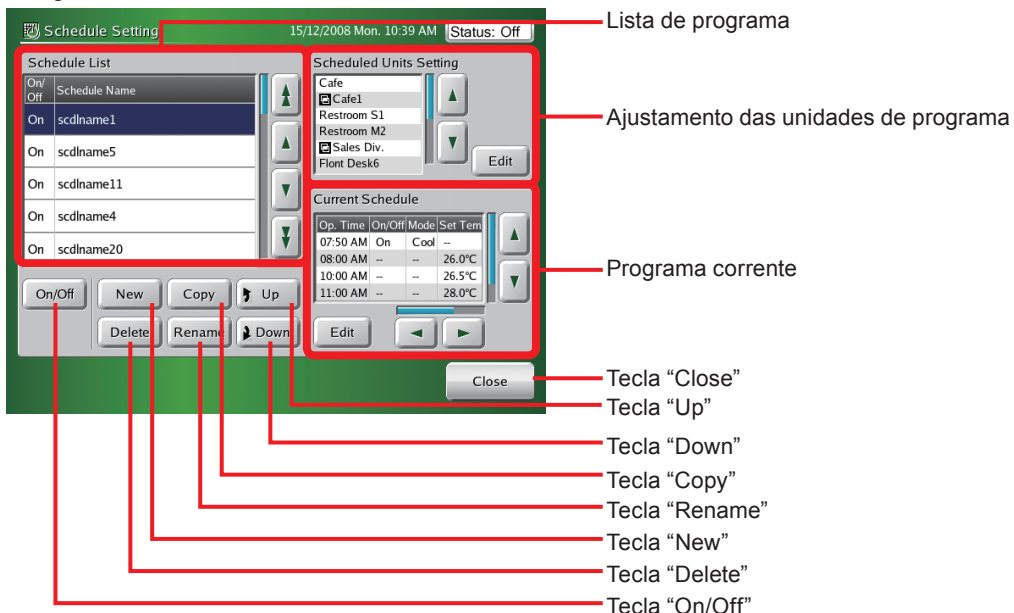 Schedule Setting
15/12/2008 Mon. 10:39 AM
Status: Off
Schedule List
On/Off Schedule Name
On scdlname1
On scdlname5
On scdlname11
On scdlname4
On scdlname20
Scheduled Units Setting
Cafe
Cafe1
Restroom S1
Restroom M2
Sales Div.
Flont Desk6
Edit
Current Schedule
Op. Time On/Off Mode Set Tem
07:50 AM On Cool --
08:00 AM -- -- 26.0°C
10:00 AM -- -- 26.5°C
11:00 AM -- -- 28.0°C
Edit
On/Off New Copy Up
Delete Rename Down
Close
Lista de programa
Ajustamento das unidades de programa
Programa corrente
Tecla “Close”
Tecla “Up”
Tecla “Down”
Tecla “Copy”
Tecla “Rename”
Tecla “New”
Tecla “Delete”
Tecla “On/Off”